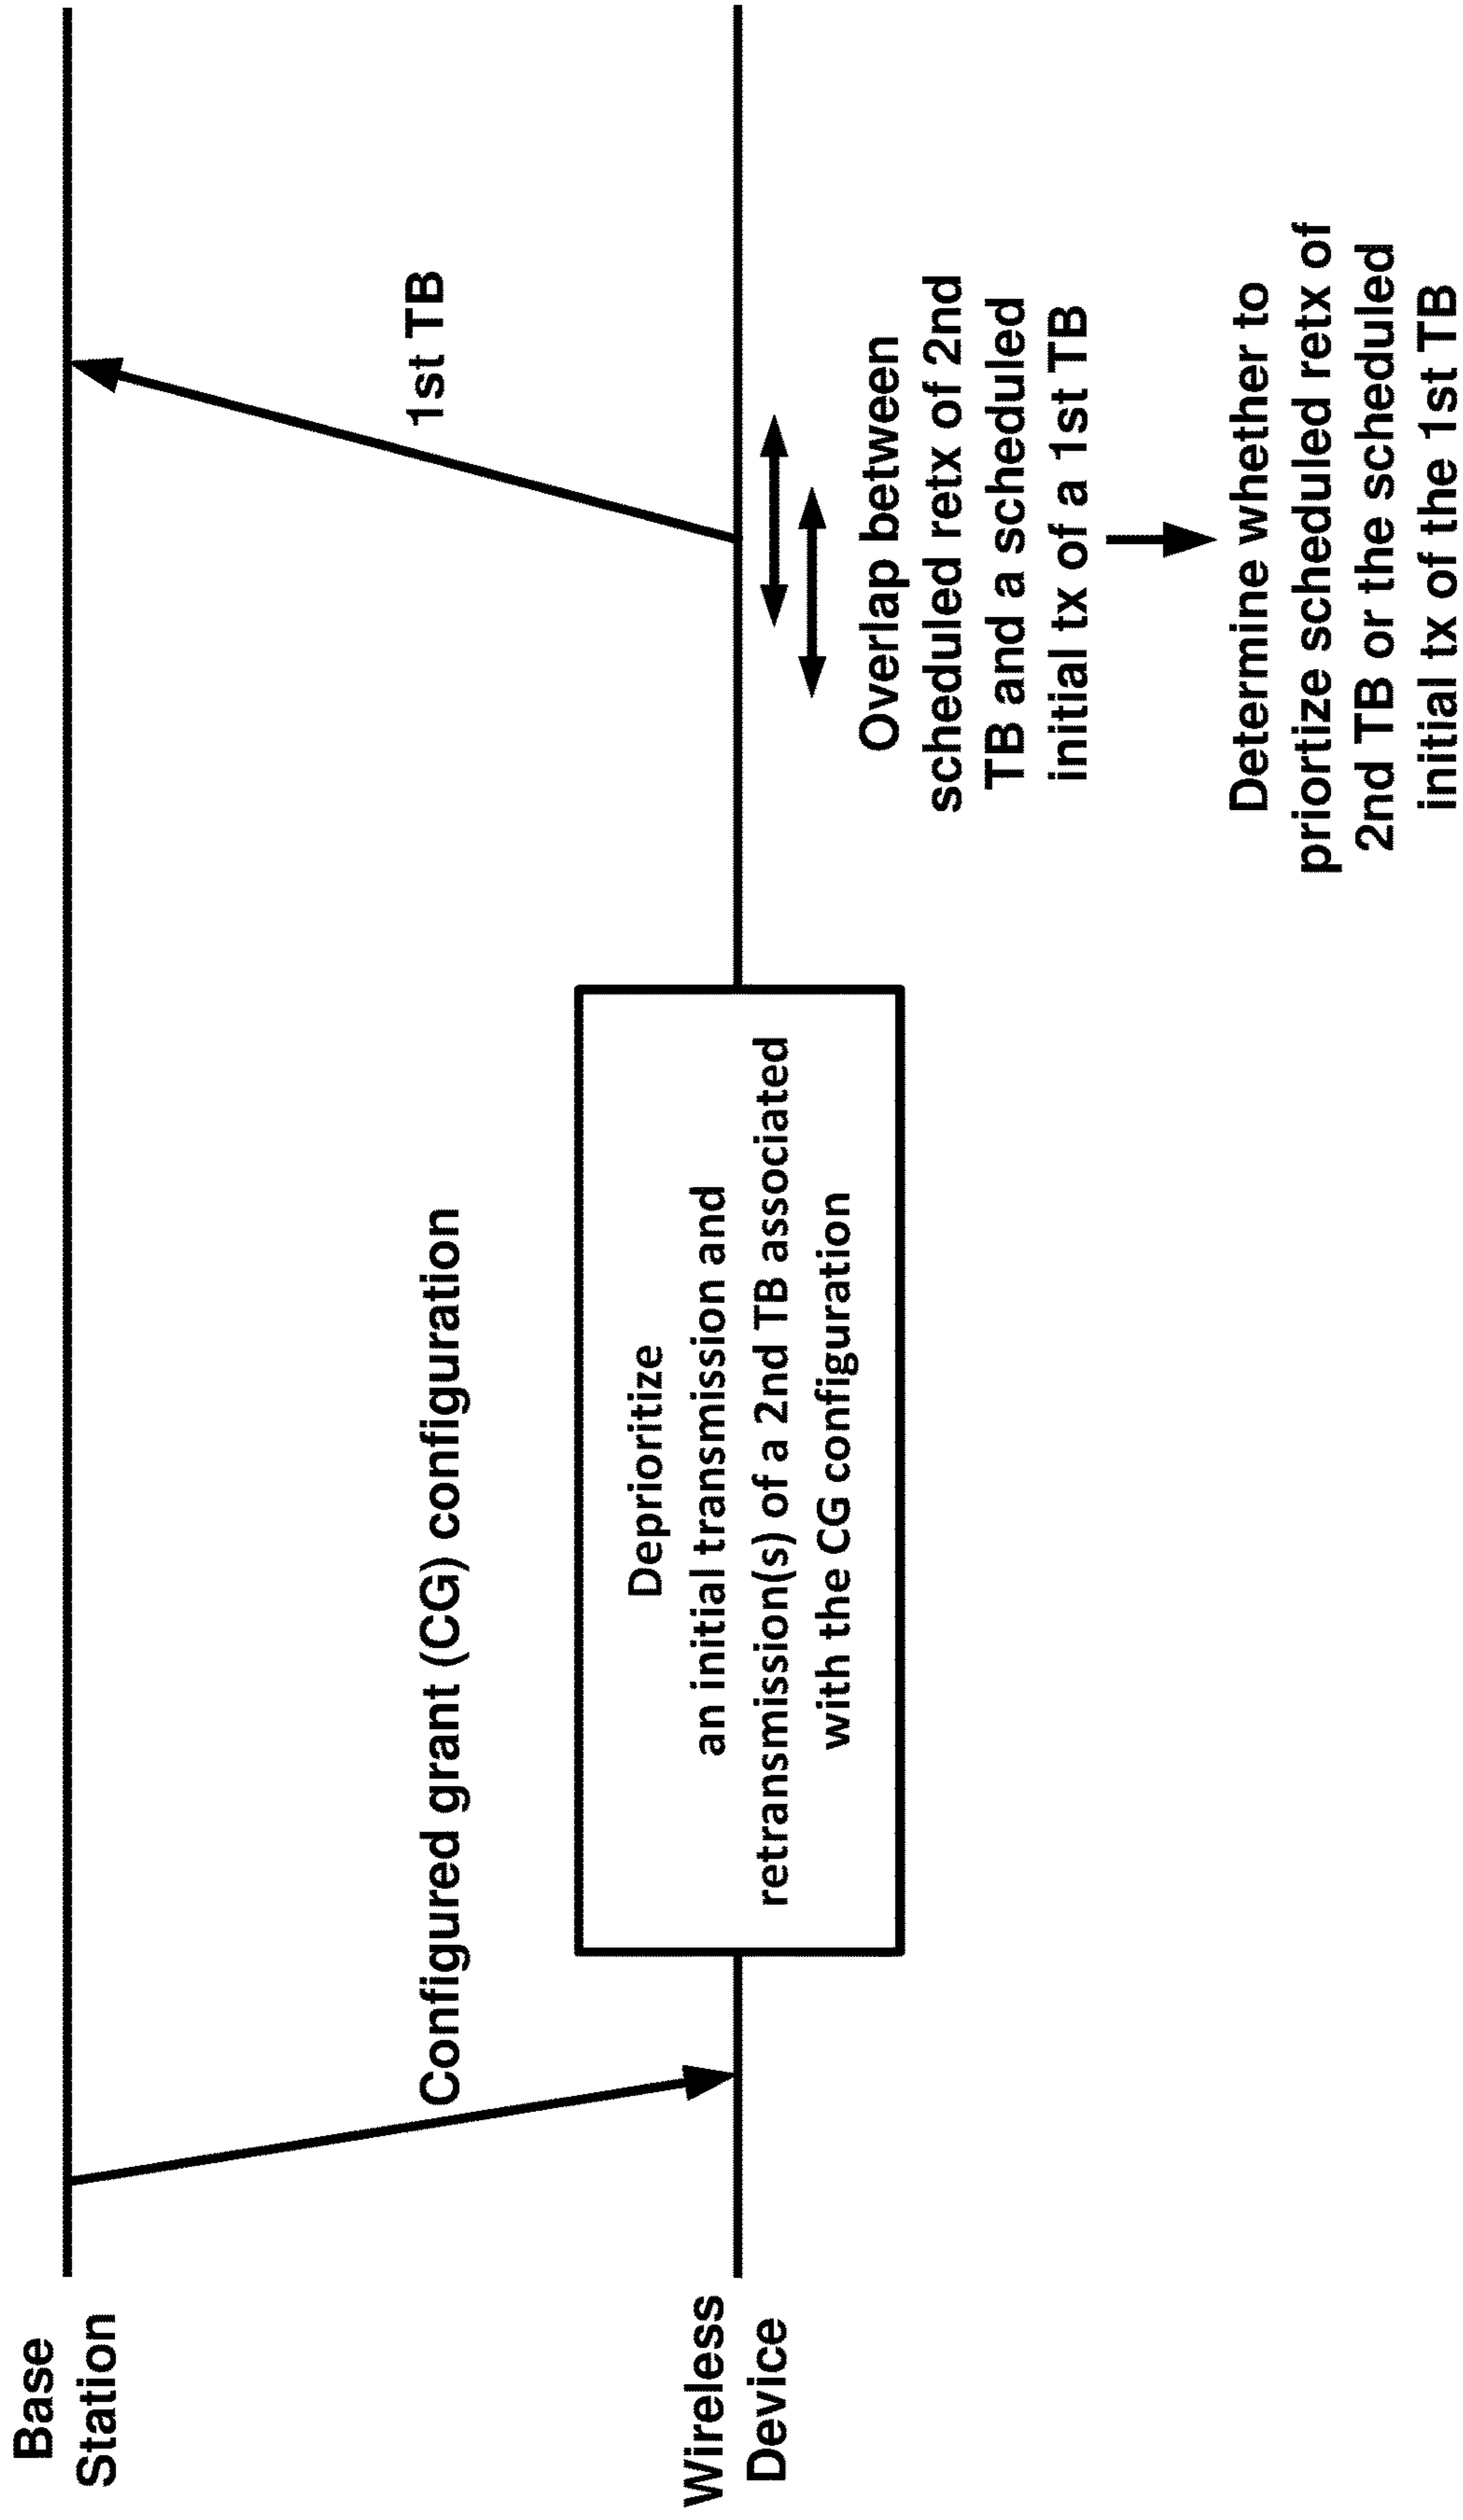 Base
Station
Wireless
Device
Configured grant (CG) configuration
Deprioritize
an initial transmission and
retransmission(s) of a 2nd TB associated
with the CG configuration
1st TB
Overlap between
scheduled retx of 2nd
TB and a scheduled
initial tx of a 1st TB
Determine whether to
priortize scheduled retx of
2nd TB or the scheduled
initial tx of the 1st TB